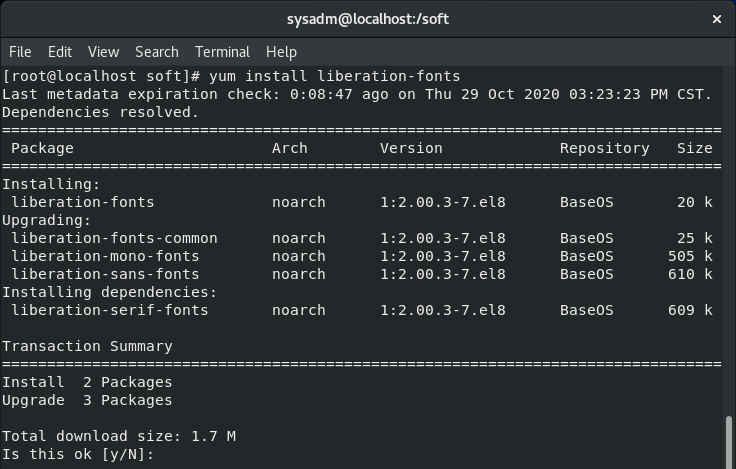 sysadm@localhost:/soft
×
File Edit View Search Terminal Help
[root@localhost soft]# yum install liberation-fonts
Last metadata expiration check: 0:08:47 ago on Thu 29 Oct 2020 03:23:23 PM CST.
Dependencies resolved.
================================================================================
 Package                      Arch        Version             Repository   Size
================================================================================
Installing:
 liberation-fonts             noarch      1:2.00.3-7.el8      BaseOS       20 k
Upgrading:
 liberation-fonts-common      noarch      1:2.00.3-7.el8      BaseOS       25 k
 liberation-mono-fonts        noarch      1:2.00.3-7.el8      BaseOS      505 k
 liberation-sans-fonts        noarch      1:2.00.3-7.el8      BaseOS      610 k
Installing dependencies:
 liberation-serif-fonts       noarch      1:2.00.3-7.el8      BaseOS      609 k

Transaction Summary
================================================================================
Install  2 Packages
Upgrade  3 Packages

Total download size: 1.7 M
Is this ok [y/N]: